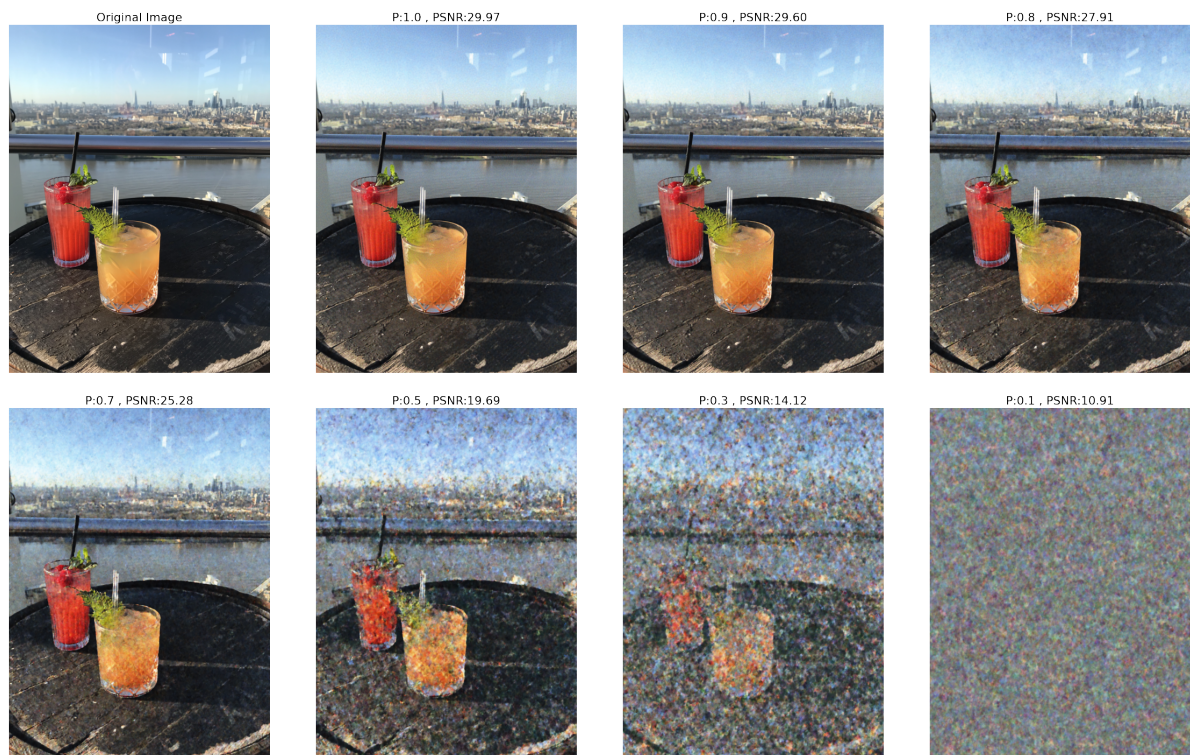 Original Image
P:1.0 , PSNR:29.97
P:0.9 , PSNR:29.60
P:0.8 , PSNR:27.91
P:0.7 , PSNR:25.28
P:0.5 , PSNR:19.69
P:0.3 , PSNR:14.12
P:0.1 , PSNR:10.91